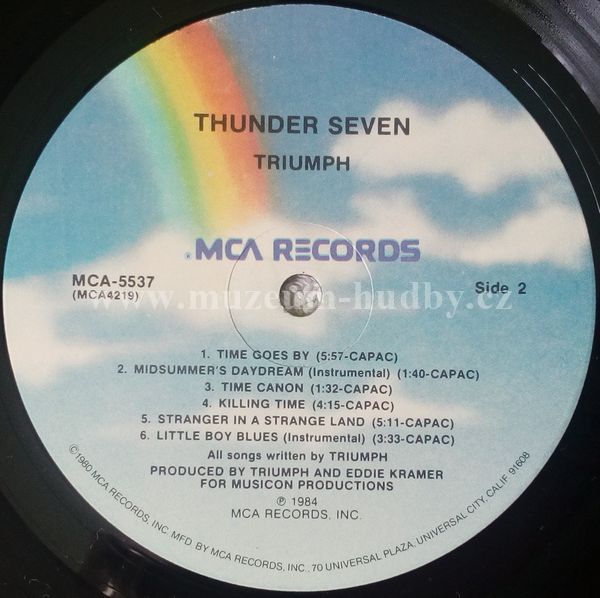 THUNDER SEVEN
TRIUMPH
®MCA RECORDS
MCA-5537
(MCA4219)
Side 2
www.muzeum-hudby.cz
1. TIME GOES BY (5:57-CAPAC)
2. MIDSUMMER'S DAYDREAM (Instrumental) (1:40-CAPAC)
3. TIME CANON (1:32-CAPAC)
4. KILLING TIME (4:15-CAPAC)
5. STRANGER IN A STRANGE LAND (5:11-CAPAC)
6. LITTLE BOY BLUES (Instrumental) (3:33-CAPAC)
All songs written by TRIUMPH
PRODUCED BY TRIUMPH AND EDDIE KRAMER
FOR MUSICON PRODUCTIONS
℗ 1984
MCA RECORDS, INC.
©1980 MCA RECORDS, INC. MFD. BY MCA RECORDS, INC., 70 UNIVERSAL PLAZA, UNIVERSAL CITY, CALIF. 91608